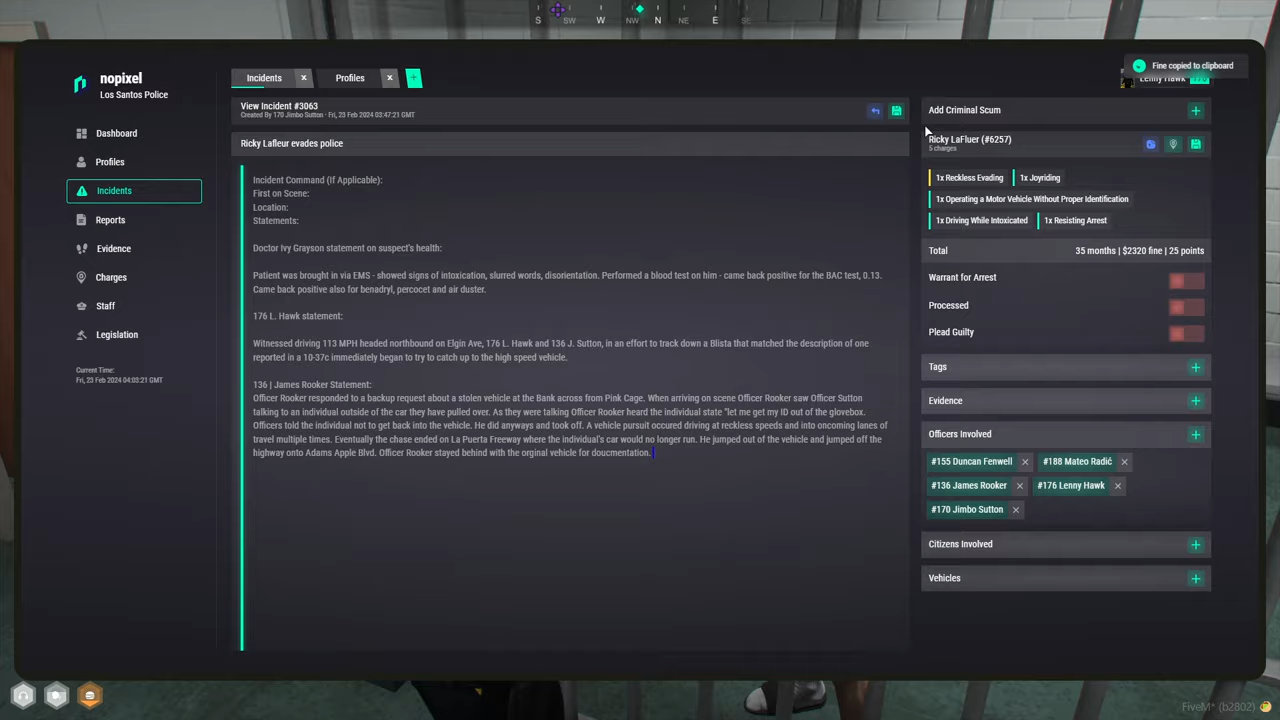 S SW W NW N NE E SE
nopixel
Los Santos Police
Incidents x Profiles x +
Fine copied to clipboard
Lenny Hawk
Dashboard
Profiles
Incidents
Reports
Evidence
Charges
Staff
Legislation
Current Time:
Fri, 23 Feb 2024 04:03:21 GMT
View Incident #3063
Created By 170 Jimbo Sutton · Fri, 23 Feb 2024 03:47:21 GMT
Ricky Lafleur evades police
Incident Command (If Applicable):
First on Scene:
Location:
Statements:
Doctor Ivy Grayson statement on suspect's health:
Patient was brought in via EMS - showed signs of intoxication, slurred words, disorientation. Performed a blood test on him - came back positive for the BAC test, 0.13.
Came back positive also for benadryl, percocet and air duster.
176 L. Hawk statement:
Witnessed driving 113 MPH headed northbound on Elgin Ave, 176 L. Hawk and 136 J. Sutton, in an effort to track down a Blista that matched the description of one
reported in a 10-37c immediately began to try to catch up to the high speed vehicle.
136 | James Rooker Statement:
Officer Rooker responded to a backup request about a stolen vehicle at the Bank across from Pink Cage. When arriving on scene Officer Rooker saw Officer Sutton
talking to an individual outside of the car they have pulled over. As they were talking Officer Rooker heard the individual state "let me get my ID out of the glovebox.
Officers told the individual not to get back into the vehicle. He did anyways and took off. A vehicle pursuit occured driving at reckless speeds and into oncoming lanes of
travel multiple times. Eventually the chase ended on La Puerta Freeway where the individual's car would no longer run. He jumped out of the vehicle and jumped off the
highway onto Adams Apple Blvd. Officer Rooker stayed behind with the orginal vehicle for doucmentation.
Add Criminal Scum +
Ricky LaFluer (#6257)
5 charges
1x Reckless Evading 1x Joyriding
1x Operating a Motor Vehicle Without Proper Identification
1x Driving While Intoxicated 1x Resisting Arrest
Total 35 months | $2320 fine | 25 points
Warrant for Arrest
Processed
Plead Guilty
Tags +
Evidence +
Officers Involved +
#155 Duncan Fenwell × #188 Mateo Radić ×
#136 James Rooker × #176 Lenny Hawk ×
#170 Jimbo Sutton ×
Citizens Involved +
Vehicles +
FiveM* (b2802)